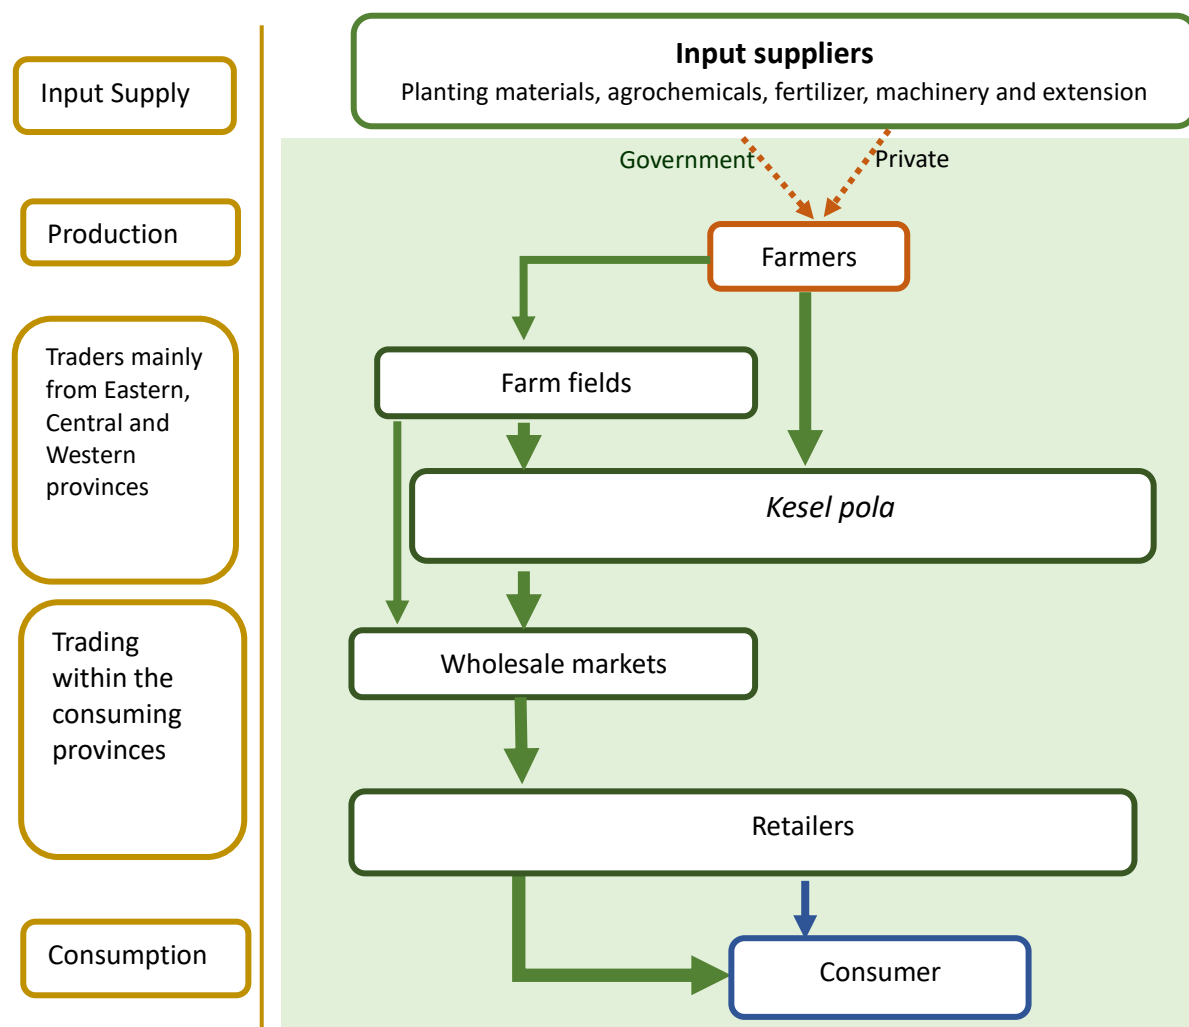 Input Supply
Production
Traders mainly
from Eastern,
Central and
Western
provinces
Trading
within the
consuming
provinces
Consumption
Input suppliers
Planting materials, agrochemicals, fertilizer, machinery and extension
Government
Private
Farmers
Farm fields
Kesel pola
Wholesale markets
Retailers
Consumer